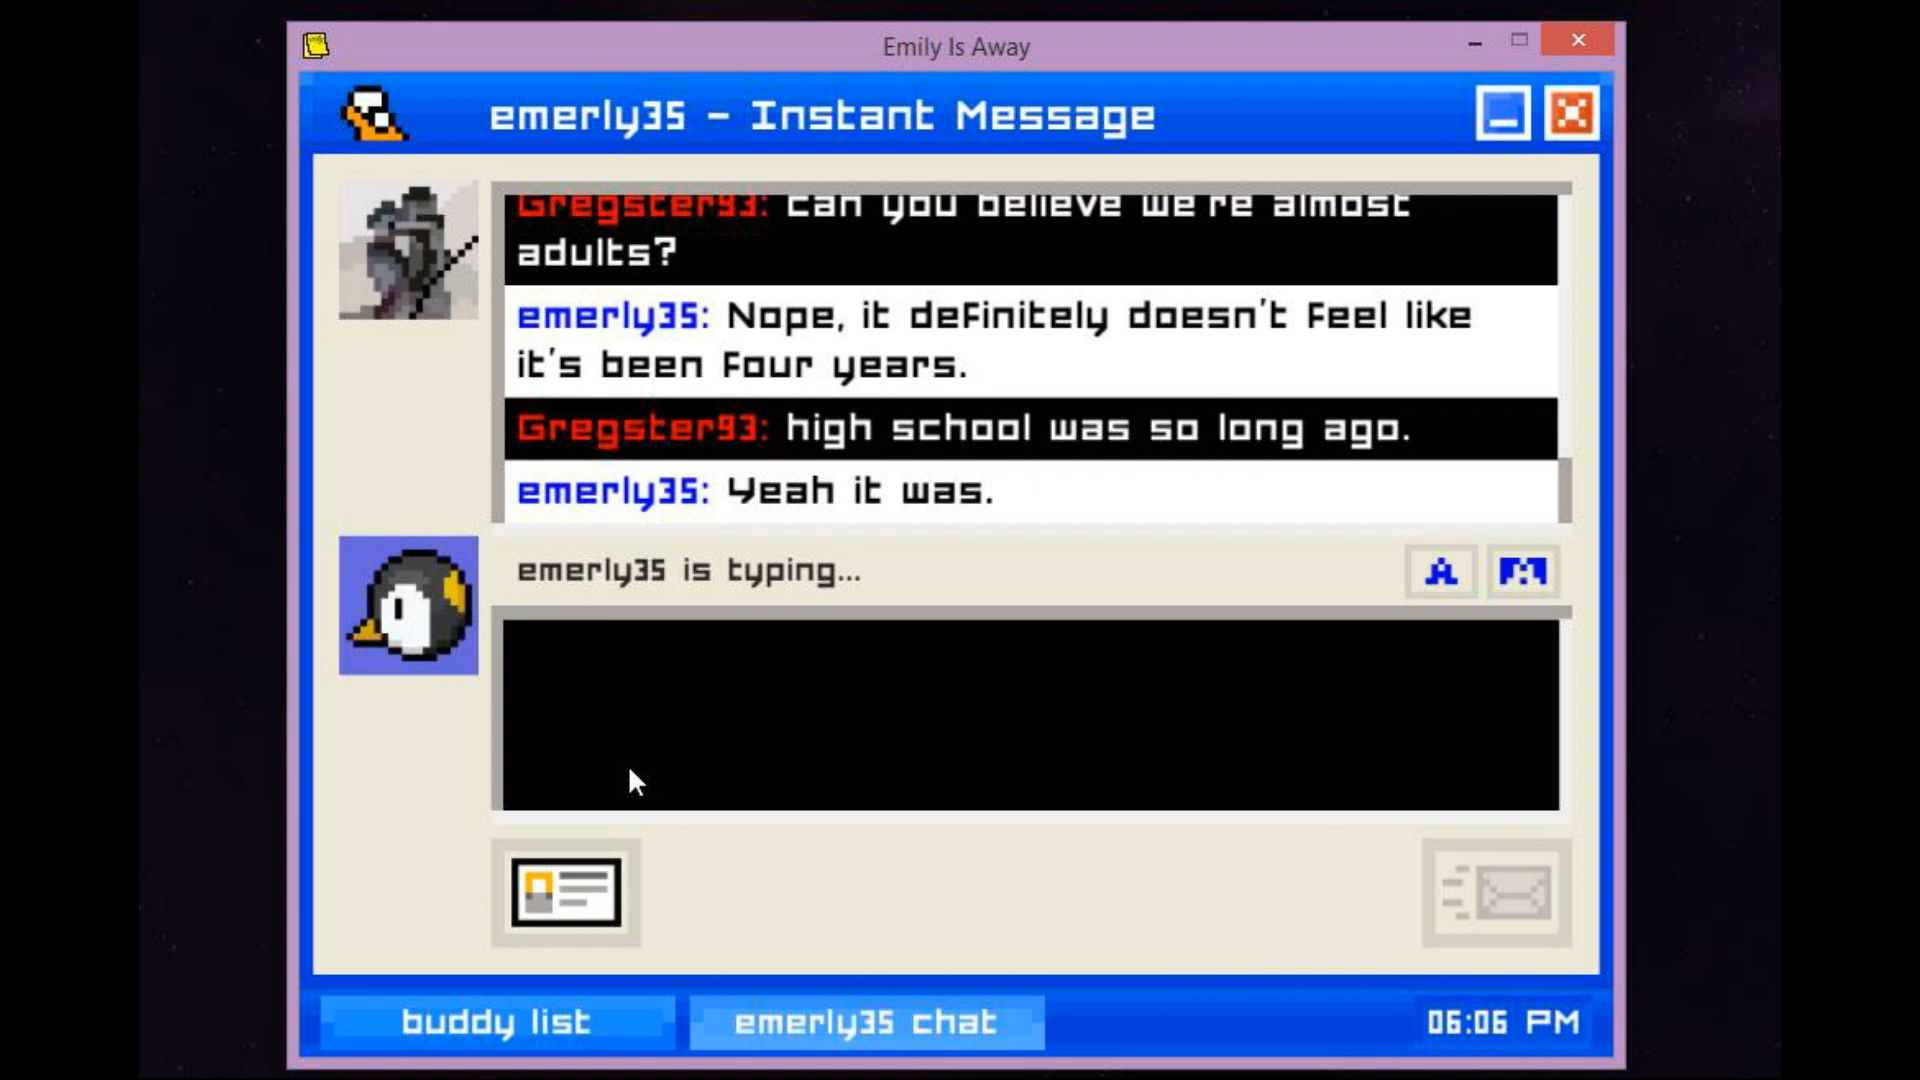 Emily Is Away
emerly35 - Instant Message
Gregster93: can you believe we're almost
adults?
emerly35: Nope, it definitely doesn't feel like
it's been four years.
Gregster93: high school was so long ago.
emerly35: Yeah it was.
emerly35 is typing...
A
buddy list
emerly35 chat
06:06 PM